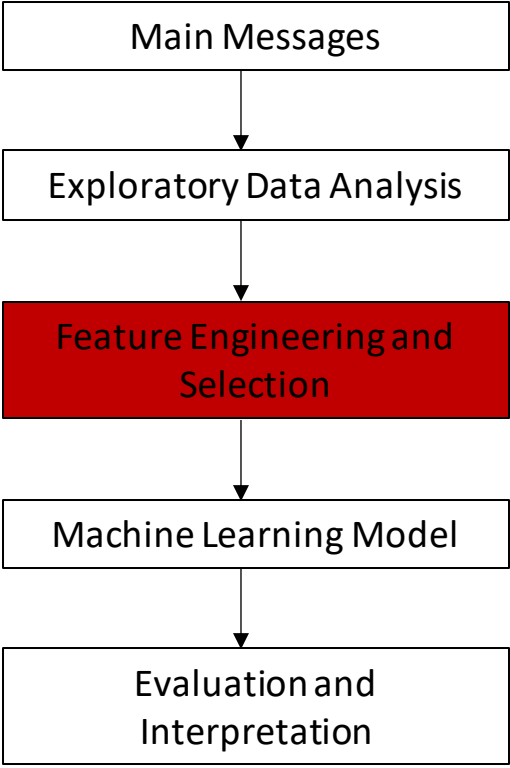 Main Messages
Exploratory Data Analysis
Feature Engineering and
Selection
Machine Learning Model
Evaluation and
Interpretation